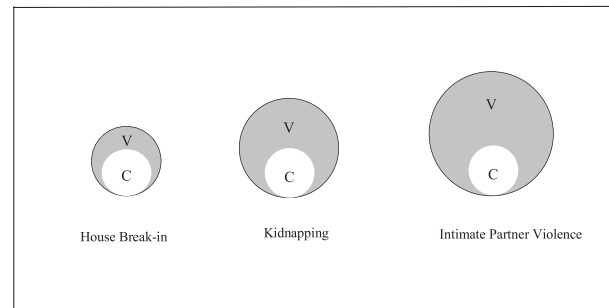 V
C
House Break-in
V
C
Kidnapping
V
C
Intimate Partner Violence